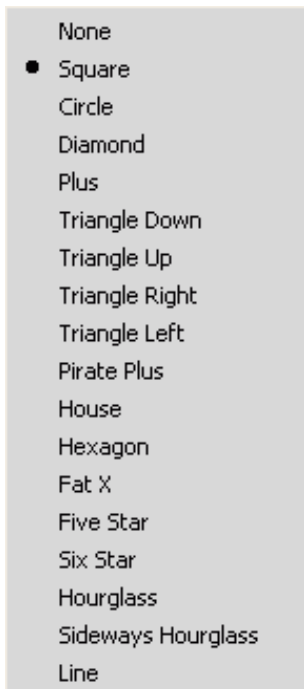 None
Square
Circle
Diamond
Plus
Triangle Down
Triangle Up
Triangle Right
Triangle Left
Pirate Plus
House
Hexagon
Fat X
Five Star
Six Star
Hourglass
Sideways Hourglass
Line